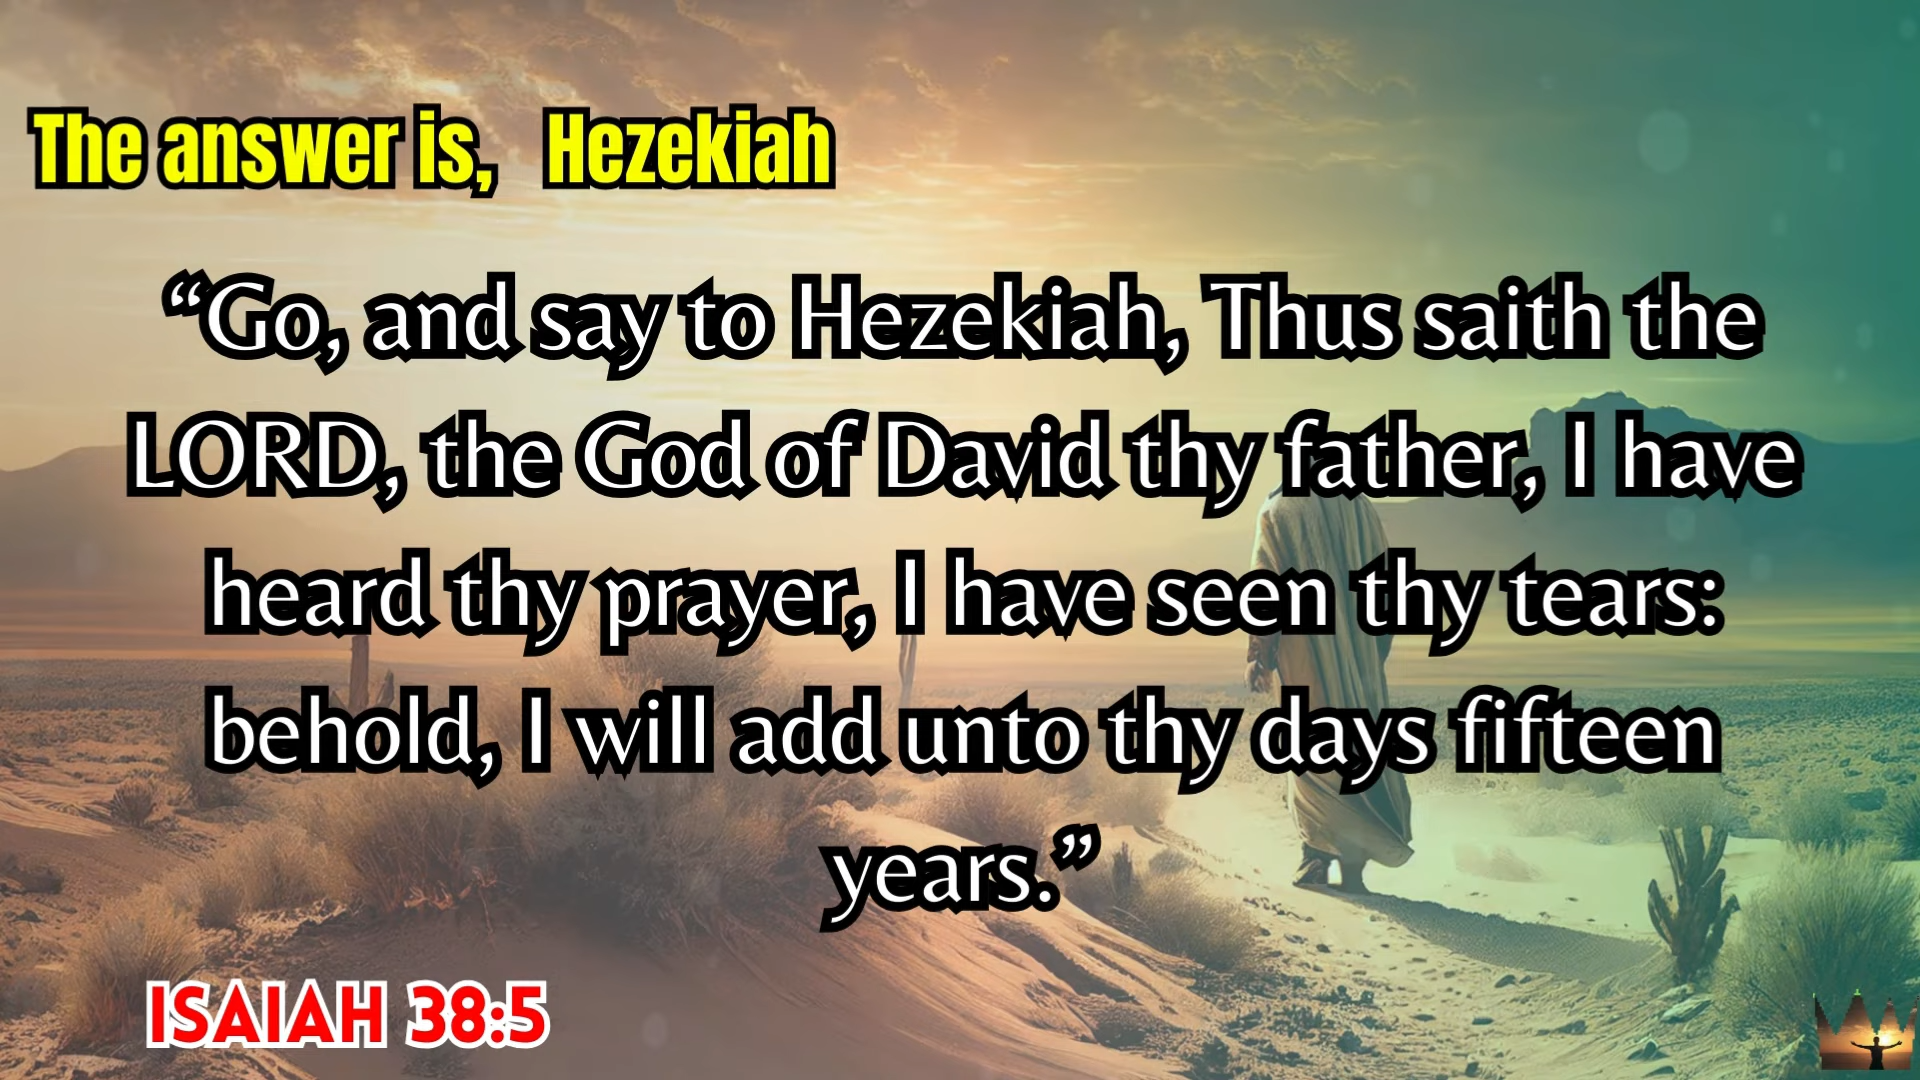 The answer is, Hezekiah
“Go, and say to Hezekiah, Thus saith the
LORD, the God of David thy father, I have
heard thy prayer, I have seen thy tears:
behold, I will add unto thy days fifteen
years.”
ISAIAH 38:5